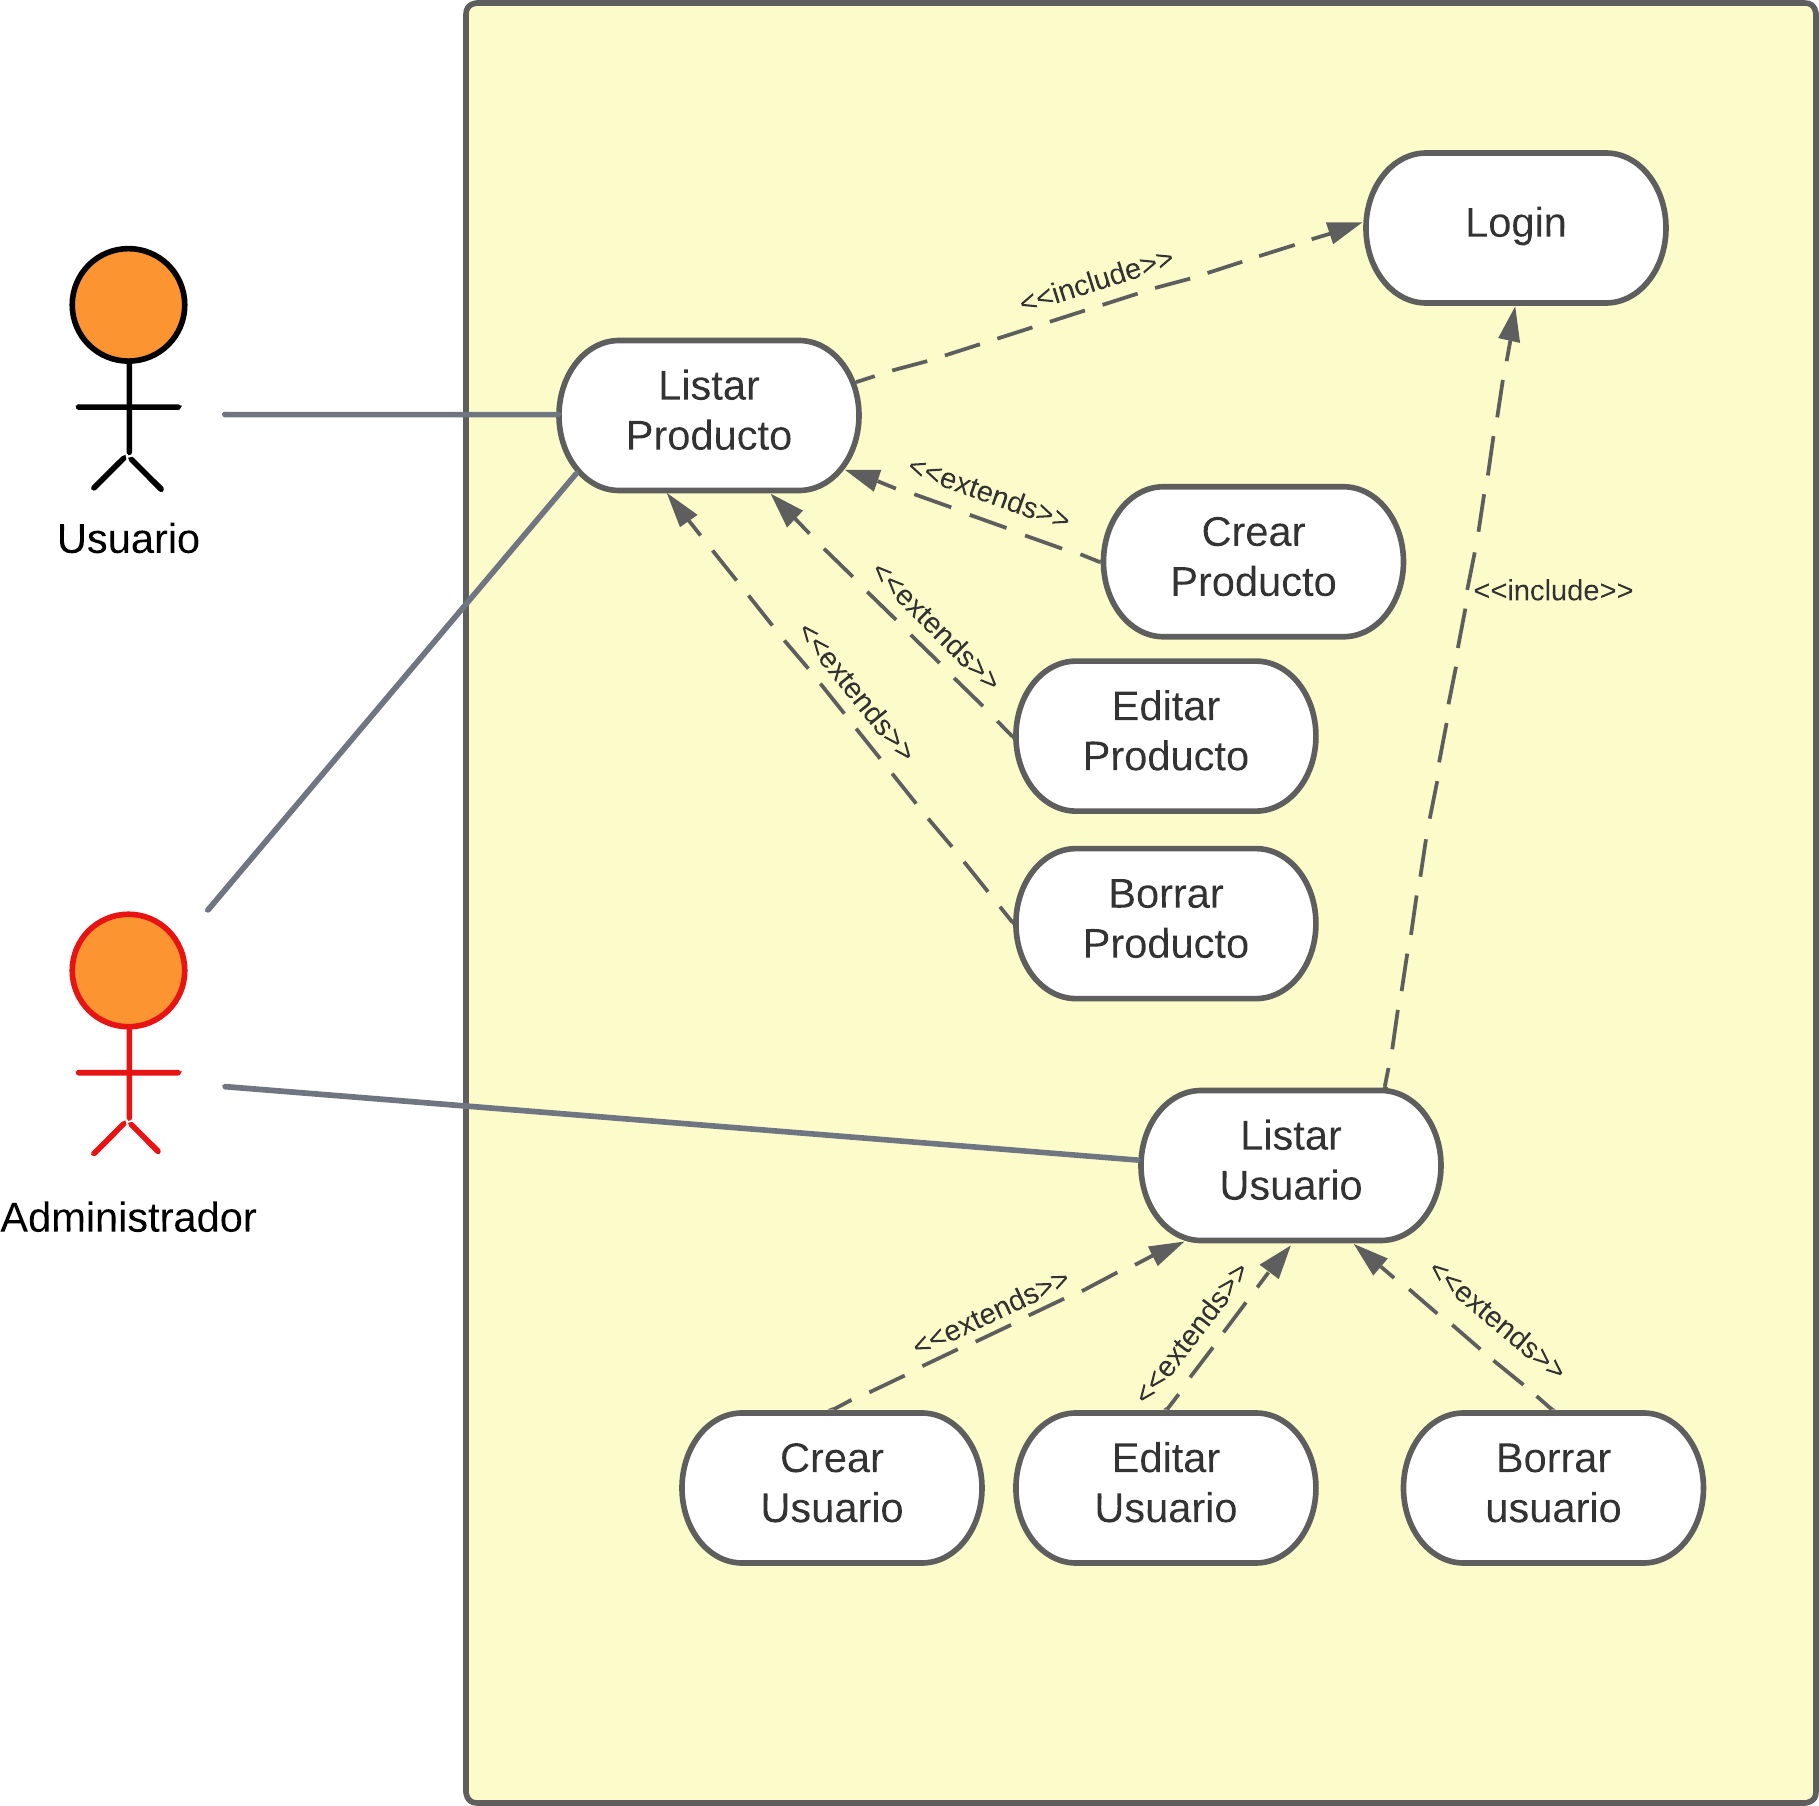 Login
<<include>>
Listar
Producto
<<extends>>
Crear
Producto
Usuario
<<extends>>
<<include>>
<<extends>>
Editar
Producto
Borrar
Producto
Listar
Usuario
Administrador
<<extends>>
<<extends>>
<<extends>>
Crear
Usuario
Editar
Usuario
Borrar
usuario